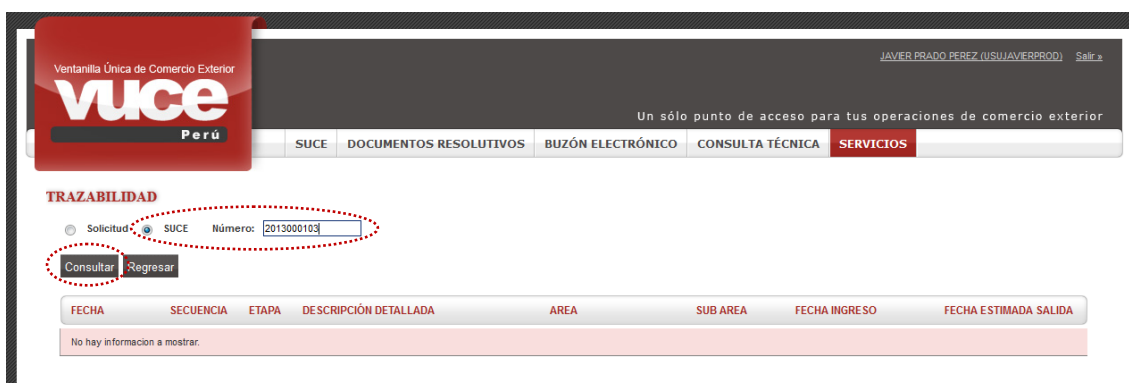 JAVIER PRADO PEREZ (USUJAVIERPROD) Salir »
Ventanilla Única de Comercio Exterior
vuce
Perú
Un sólo punto de acceso para tus operaciones de comercio exterior
SUCE DOCUMENTOS RESOLUTIVOS BUZÓN ELECTRÓNICO CONSULTA TÉCNICA SERVICIOS
TRAZABILIDAD
Solicitud SUCE Número: 2013000103
Consultar Regresar
FECHA SECUENCIA ETAPA DESCRIPCIÓN DETALLADA AREA SUB AREA FECHA INGRESO FECHA ESTIMADA SALIDA
No hay informacion a mostrar.